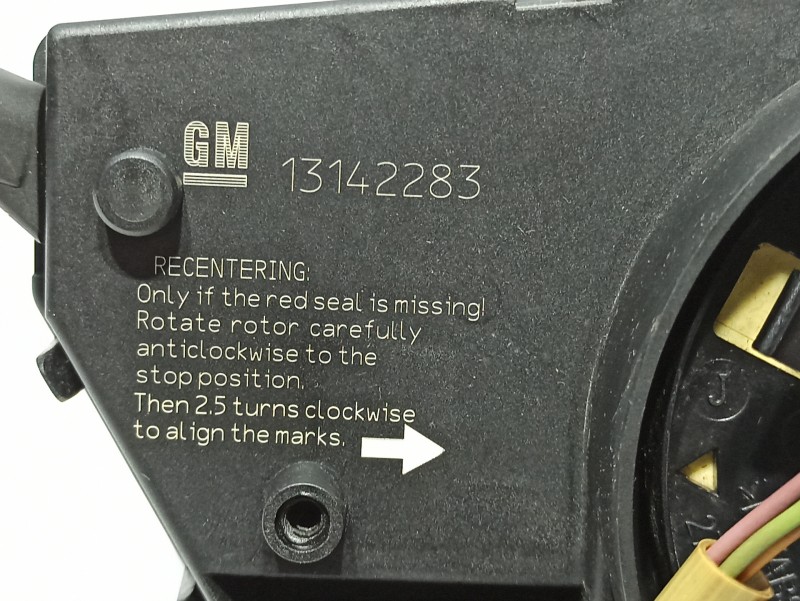 GM
13142283
RECENTERING:
Only if the red seal is missing!
Rotate rotor carefully
anticlockwise to the
stop position.
Then 2.5 turns clockwise
to align the marks.
J